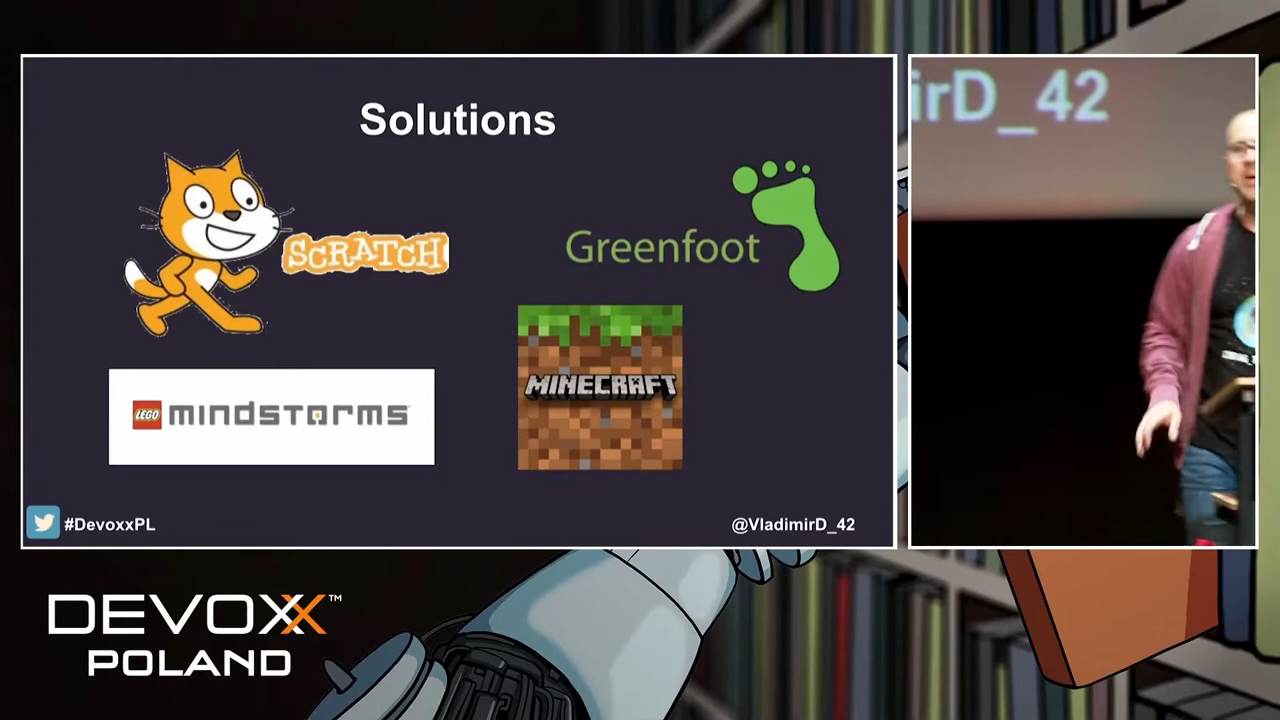 Solutions
SCRATCH
Greenfoot
MINECRAFT
LEGO mindstorms
#DevoxxPL
@VladimirD_42
irD_42
DEVOXX™
POLAND